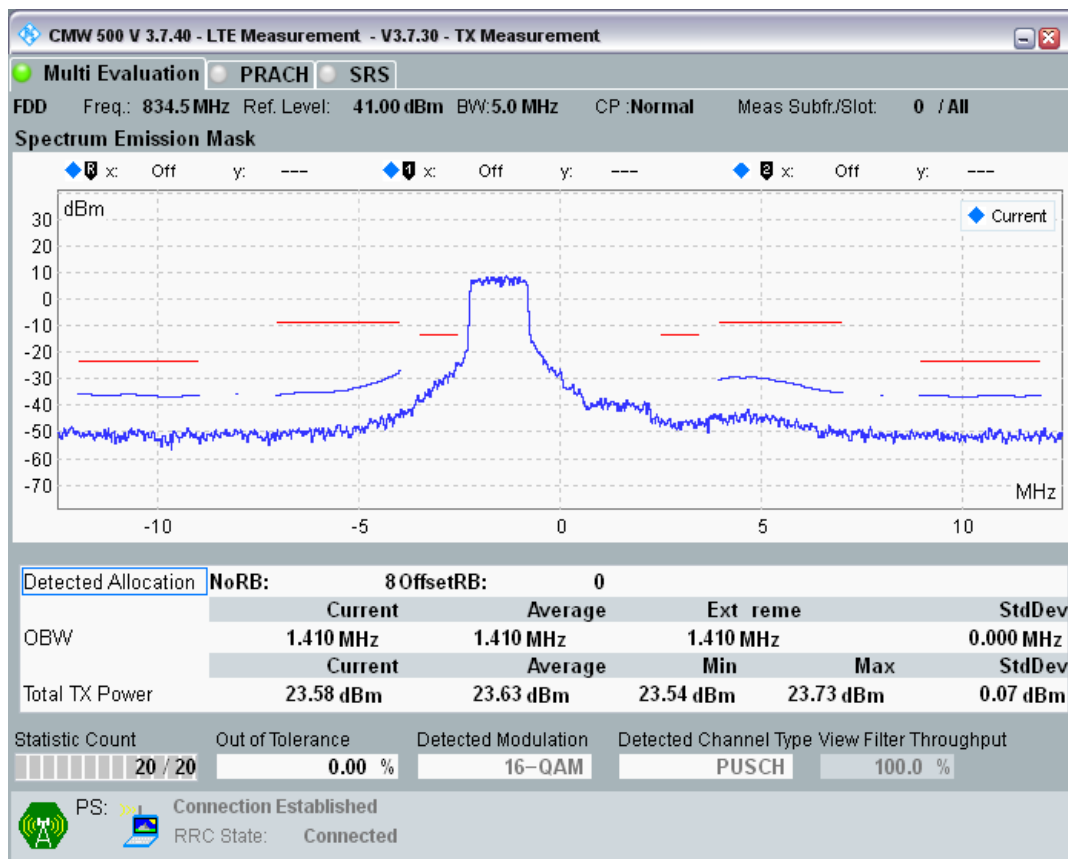 CMW 500 V 3.7.40 - LTE Measurement - V3.7.30 - TX Measurement
Multi Evaluation PRACH SRS
FDD Freq.: 834.5 MHz Ref. Level: 41.00 dBm BW:5.0 MHz CP :Normal Meas Subfr./Slot: 0 / All
Spectrum Emission Mask
R x: Off y: --- 1 x: Off y: --- 2 x: Off y: ---
dBm
Current
30
20
10
0
-10
-20
-30
-40
-50
-60
-70
MHz
-10 -5 0 5 10
Detected Allocation NoRB: 8 OffsetRB: 0
Current Average Ext reme StdDev
OBW 1.410 MHz 1.410 MHz 1.410 MHz 0.000 MHz
Current Average Min Max StdDev
Total TX Power 23.58 dBm 23.63 dBm 23.54 dBm 23.73 dBm 0.07 dBm
Statistic Count Out of Tolerance Detected Modulation Detected Channel Type View Filter Throughput
20 / 20 0.00 % 16-QAM PUSCH 100.0 %
PS: Connection Established
RRC State: Connected